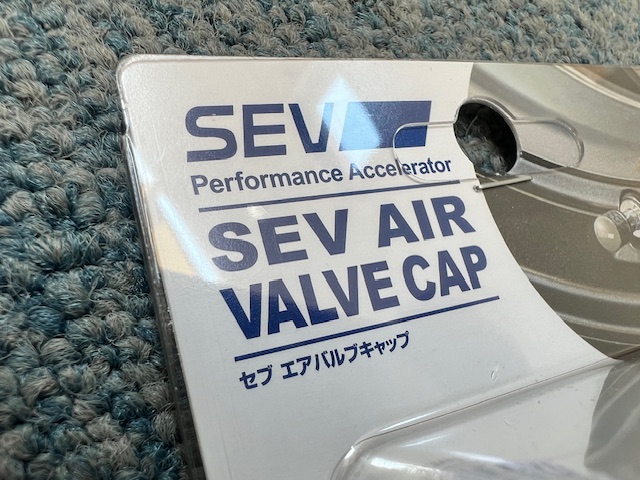 SEV
Performance Accelerator
SEV AIR
VALVE CAP
セブ エアバルブキャップ